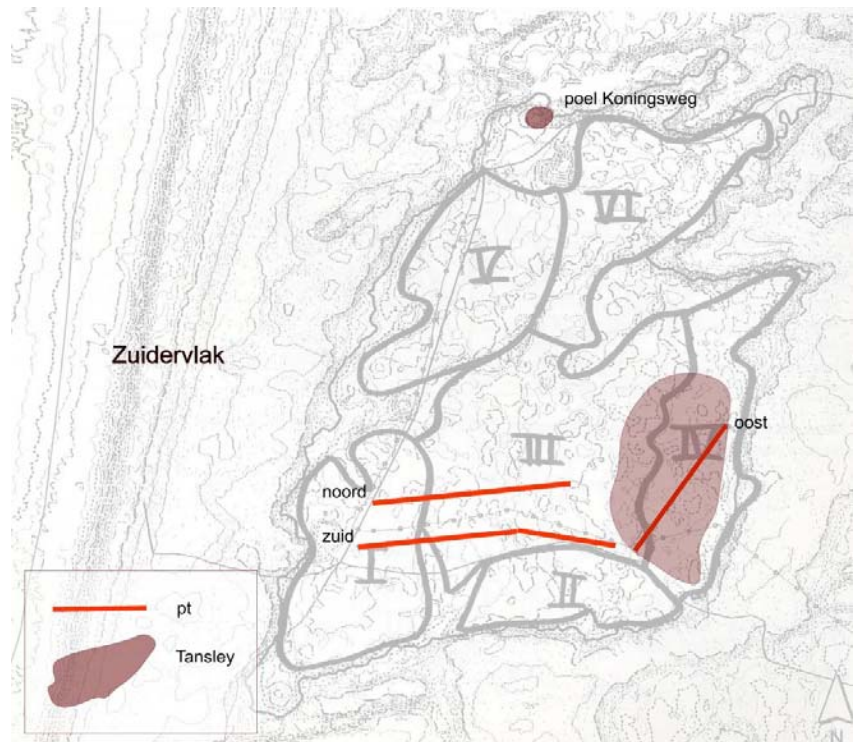 poel Koningsweg
VI
V
Zuidervlak
oost
IV
III
noord
zuid
I
II
pt
Tansley
N